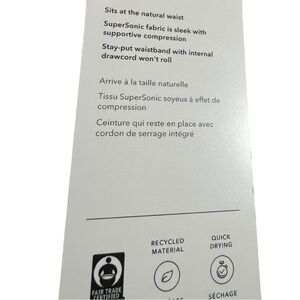 Sits at the natural waist
SuperSonic fabric is sleek with
supportive compression
Stay-put waistband with internal
drawcord won't roll
Arrive à la taille naturelle
Tissu SuperSonic soyeux à effet de
compression
Ceinture qui reste en place avec
cordon de serrage intégré
RECYCLED
MATERIAL
QUICK
DRYING
FAIR TRADE
CERTIFIED
SÉCHAGE